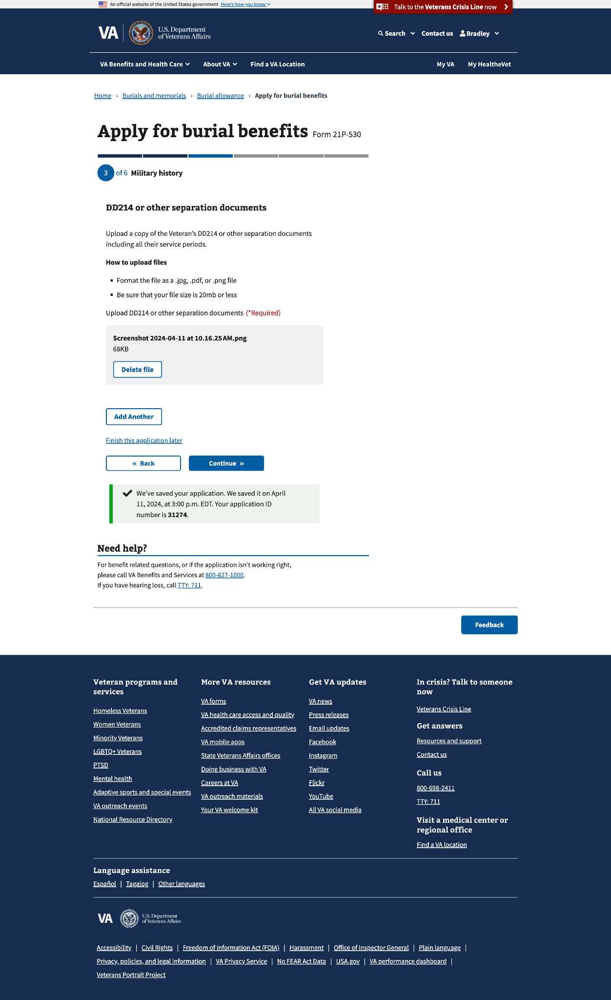 An official website of the United States government Here's how you know
Talk to the Veterans Crisis Line now
VA
U.S. Department
of Veterans Affairs
Search
Contact us
Bradley
VA Benefits and Health Care
About VA
Find a VA Location
My VA
My HealtheVet
Home › Burials and memorials › Burial allowance › Apply for burial benefits
Apply for burial benefits Form 21P-530
3 of 6 Military history
DD214 or other separation documents
Upload a copy of the Veteran’s DD214 or other separation documents
including all their service periods.
How to upload files
Format the file as a .jpg, .pdf, or .png file
Be sure that your file size is 20mb or less
Upload DD214 or other separation documents (*Required)
Screenshot 2024-04-11 at 10.16.25 AM.png
68KB
Delete file
Add Another
Finish this application later
« Back
Continue »
We’ve saved your application. We saved it on April
11, 2024, at 3:00 p.m. EDT. Your application ID
number is 31274.
Need help?
For benefit related questions, or if the application isn’t working right,
please call VA Benefits and Services at 800-827-1000.
If you have hearing loss, call TTY: 711.
Feedback
Veteran programs and
services
Homeless Veterans
Women Veterans
Minority Veterans
LGBTQ+ Veterans
PTSD
Mental health
Adaptive sports and special events
VA outreach events
National Resource Directory
More VA resources
VA forms
VA health care access and quality
Accredited claims representatives
VA mobile apps
State Veterans Affairs offices
Doing business with VA
Careers at VA
VA outreach materials
Your VA welcome kit
Get VA updates
VA news
Press releases
Email updates
Facebook
Instagram
Twitter
Flickr
YouTube
All VA social media
In crisis? Talk to someone
now
Veterans Crisis Line
Get answers
Resources and support
Contact us
Call us
800-698-2411
TTY: 711
Visit a medical center or
regional office
Find a VA location
Language assistance
Español | Tagalog | Other languages
VA
U.S. Department
of Veterans Affairs
Accessibility | Civil Rights | Freedom of Information Act (FOIA) | Harassment | Office of Inspector General | Plain language |
Privacy, policies, and legal information | VA Privacy Service | No FEAR Act Data | USA.gov | VA performance dashboard |
Veterans Portrait Project